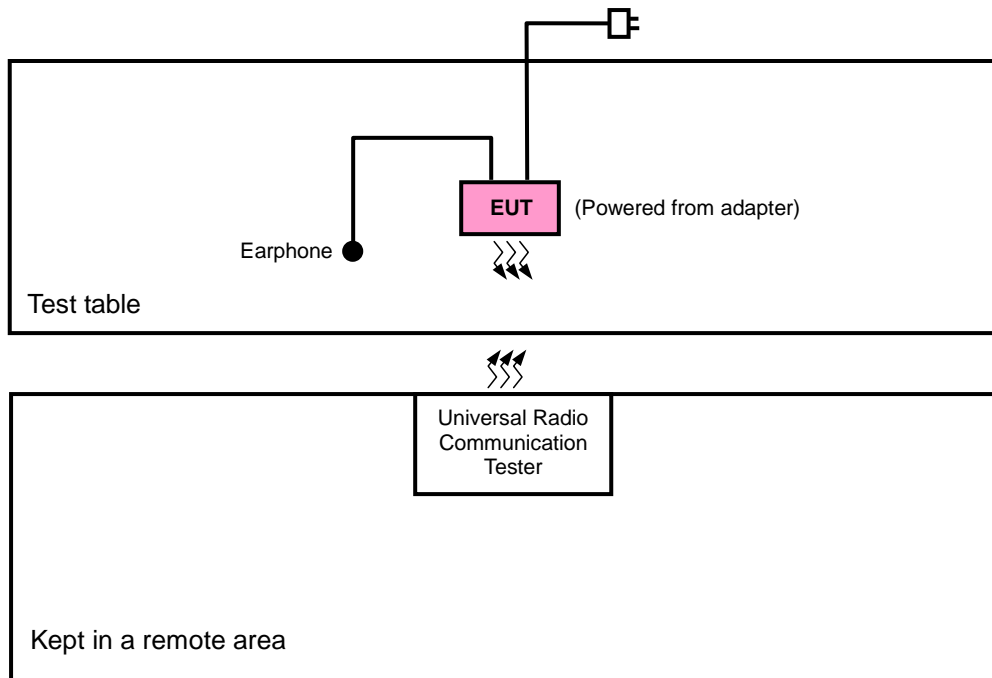 EUT
(Powered from adapter)
Earphone
Test table
Universal Radio
Communication
Tester
Kept in a remote area